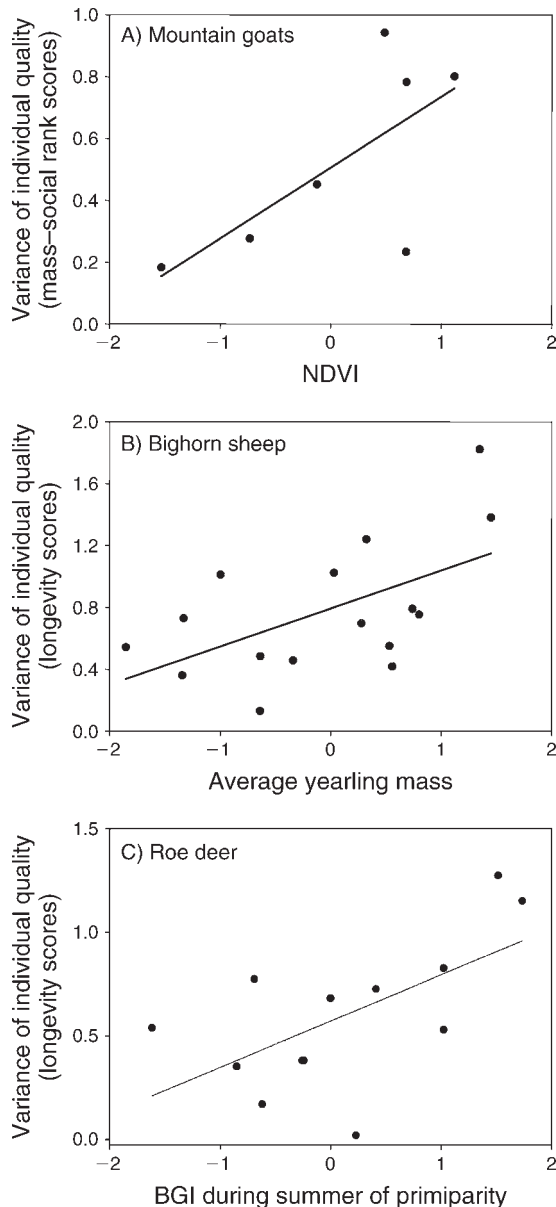 A) Mountain goats
Variance of individual quality
(mass–social rank scores)
1.0
0.8
0.6
0.4
0.2
0.0
−2
−1
0
1
2
NDVI
B) Bighorn sheep
Variance of individual quality
(longevity scores)
2.0
1.6
1.2
0.8
0.4
0.0
−2
−1
0
1
2
Average yearling mass
C) Roe deer
Variance of individual quality
(longevity scores)
1.5
1.0
0.5
0.0
−2
−1
0
1
2
BGI during summer of primiparity